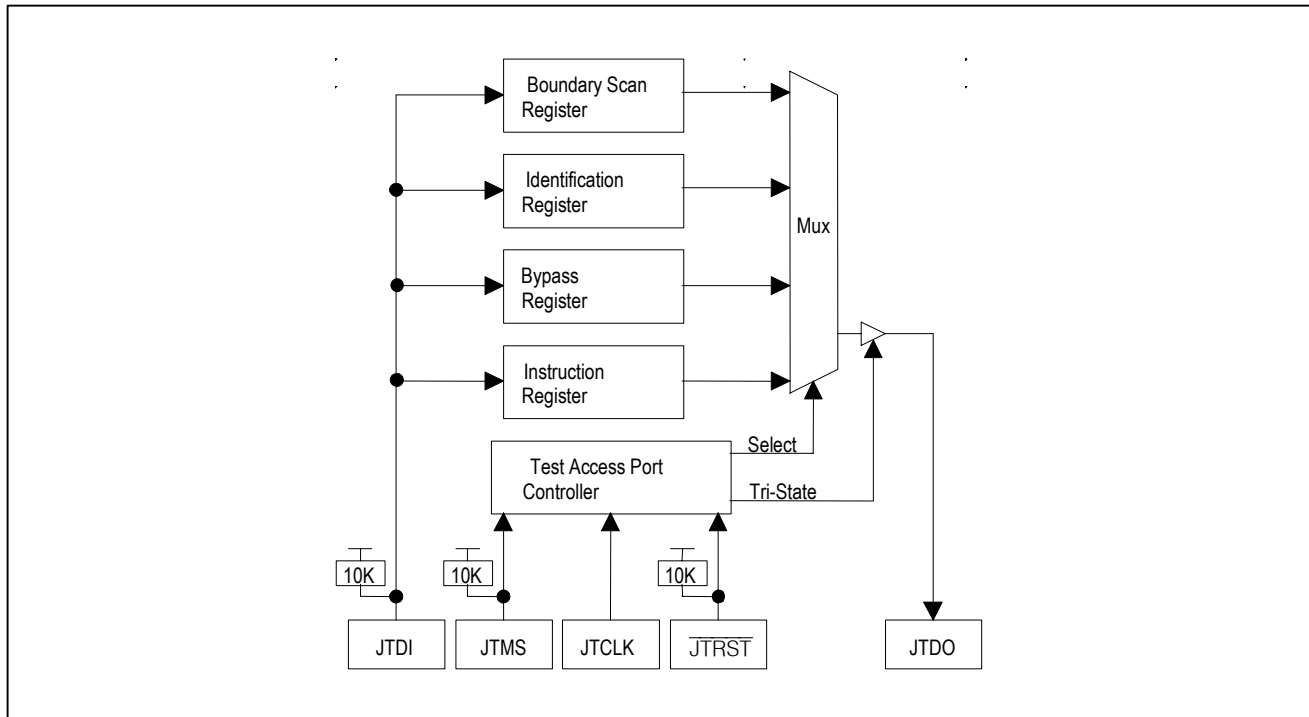 Boundary Scan
Register
Identification
Register
Mux
Bypass
Register
Instruction
Register
Select
Test Access Port
Controller
Tri-State
10K
10K
10K
JTDI
JTMS
JTCLK
JTRST
JTDO